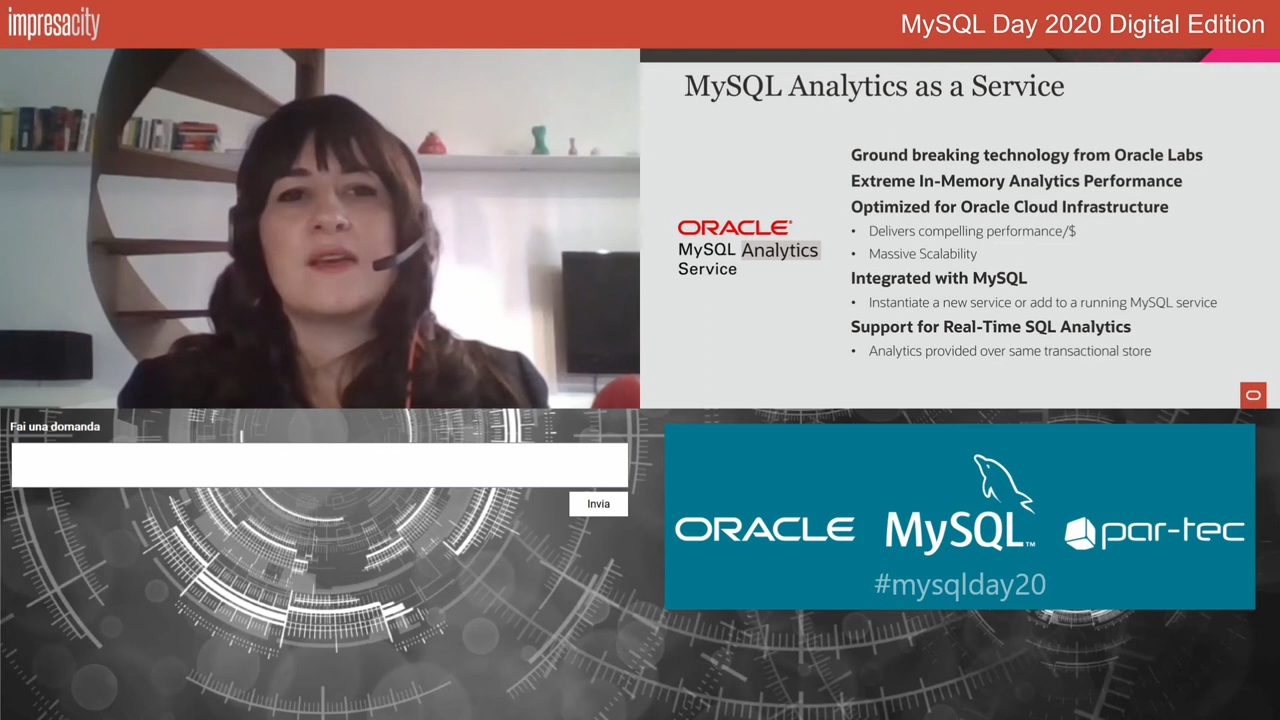 impresacity
MySQL Day 2020 Digital Edition
MySQL Analytics as a Service
ORACLE®
MySQL Analytics
Service
Ground breaking technology from Oracle Labs
Extreme In-Memory Analytics Performance
Optimized for Oracle Cloud Infrastructure
• Delivers compelling performance/$
• Massive Scalability
Integrated with MySQL
• Instantiate a new service or add to a running MySQL service
Support for Real-Time SQL Analytics
• Analytics provided over same transactional store
Fai una domanda
Invia
ORACLE MySQL™ par-tec
#mysqlday20